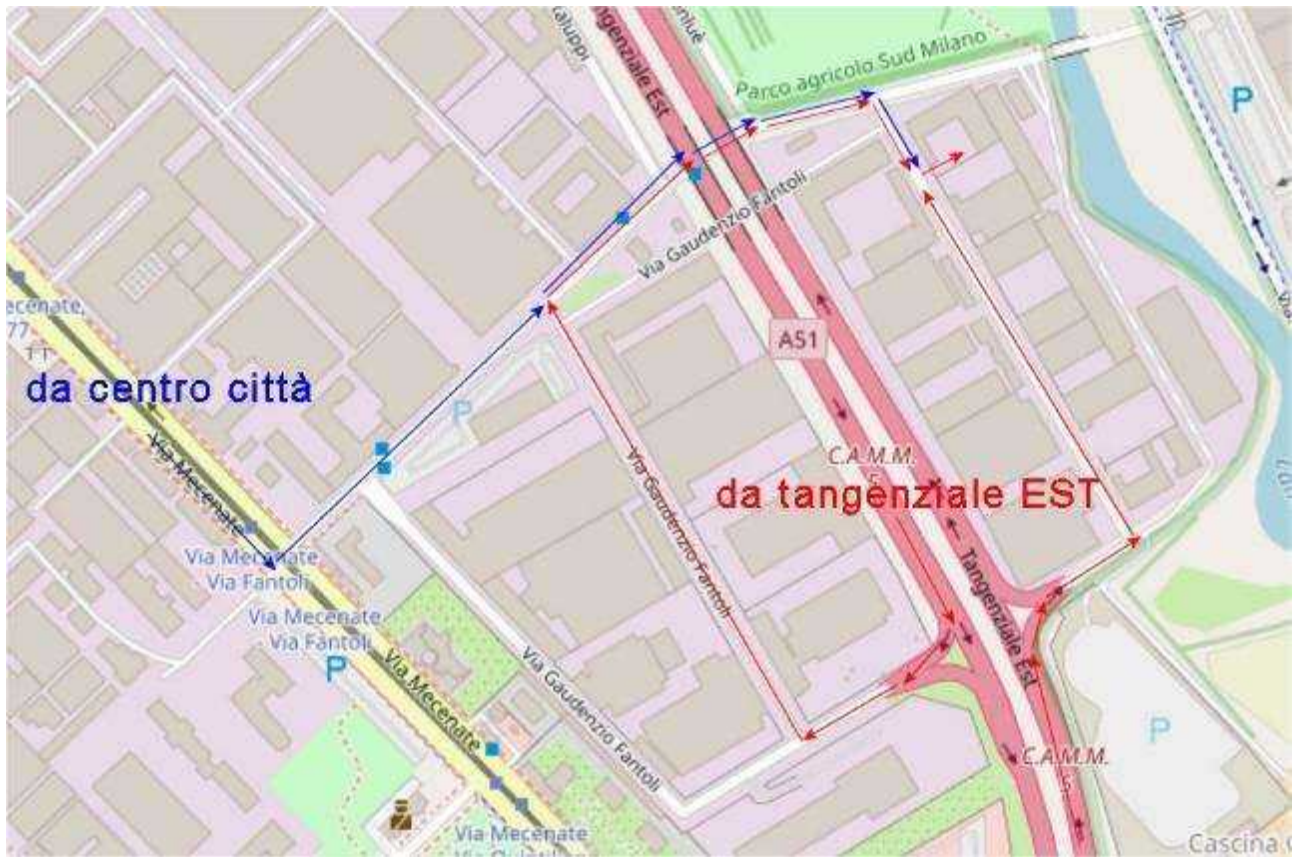 Tangenziale Est
Parco agricolo Sud Milano
P
Via Gaudenzio Fantoli
A51
77
da centro città
P
Via Mecenate
C.A.M.M.
Via Gaudenzio Fantoli
da tangenziale EST
Via Mecenate
Via Fantoli
Tangenziale Est
Via Mecenate
Via Fantoli
P
Via Mecenate
Via Gaudenzio Fantoli
P
C.A.M.M.
Via Mecenate
Cascina